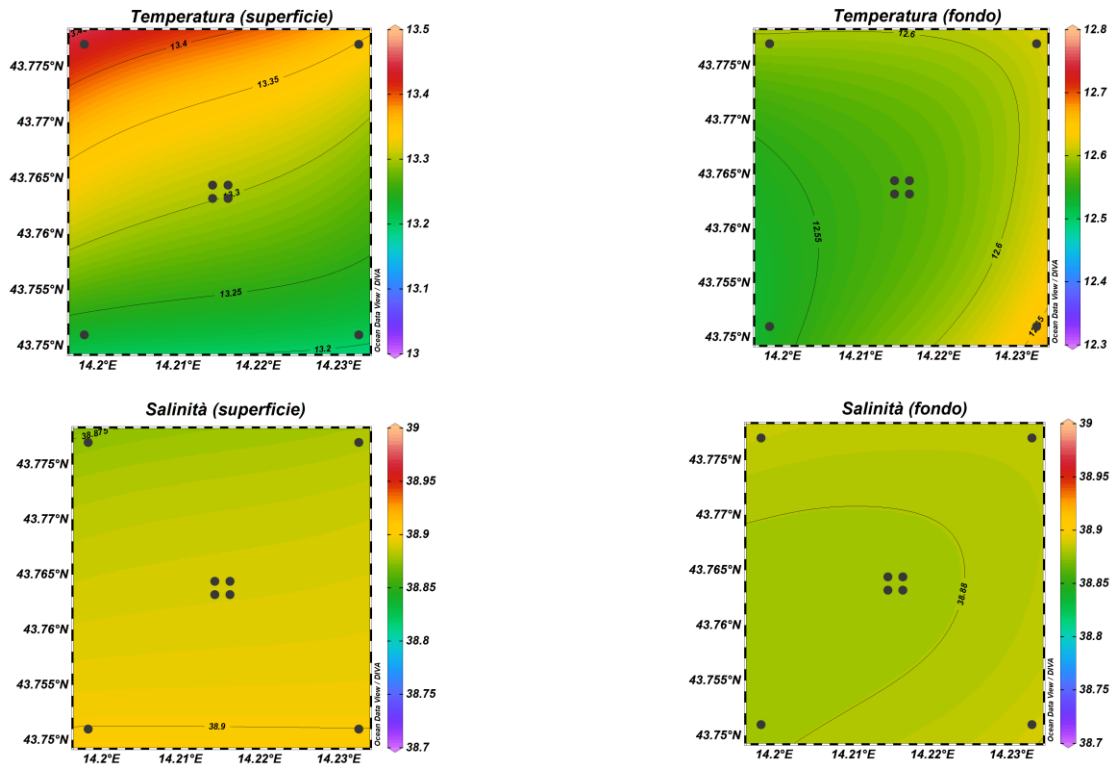 Temperatura (superficie)
43.775°N
43.77°N
43.765°N
43.76°N
43.755°N
43.75°N
14.2°E 14.21°E 14.22°E 14.23°E
13.4
13.35
13.3
13.25
13.2
Ocean Data View / DIVA
13.5
13.4
13.3
13.2
13.1
13
Temperatura (fondo)
43.775°N
43.77°N
43.765°N
43.76°N
43.755°N
43.75°N
14.2°E 14.21°E 14.22°E 14.23°E
12.6
12.55
12.6
Ocean Data View / DIVA
12.8
12.7
12.6
12.5
12.4
12.3
Salinità (superficie)
38.875
43.775°N
43.77°N
43.765°N
43.76°N
43.755°N
43.75°N
14.2°E 14.21°E 14.22°E 14.23°E
38.9
Ocean Data View / DIVA
39
38.95
38.9
38.85
38.8
38.75
38.7
Salinità (fondo)
43.775°N
43.77°N
43.765°N
43.76°N
43.755°N
43.75°N
14.2°E 14.21°E 14.22°E 14.23°E
38.88
Ocean Data View / DIVA
39
38.95
38.9
38.85
38.8
38.75
38.7